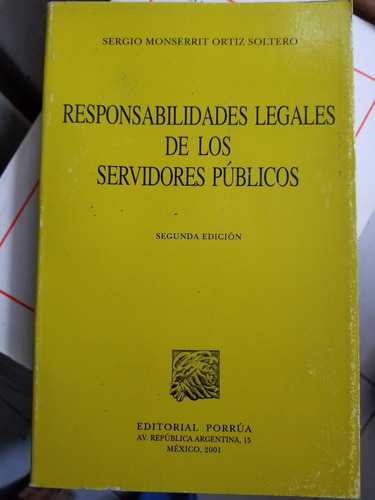 SERGIO MONSERRIT ORTIZ SOLTERO
RESPONSABILIDADES LEGALES
DE LOS
SERVIDORES PÚBLICOS
SEGUNDA EDICIÓN
EDITORIAL PORRÚA
AV. REPÚBLICA ARGENTINA, 15
MÉXICO, 2001